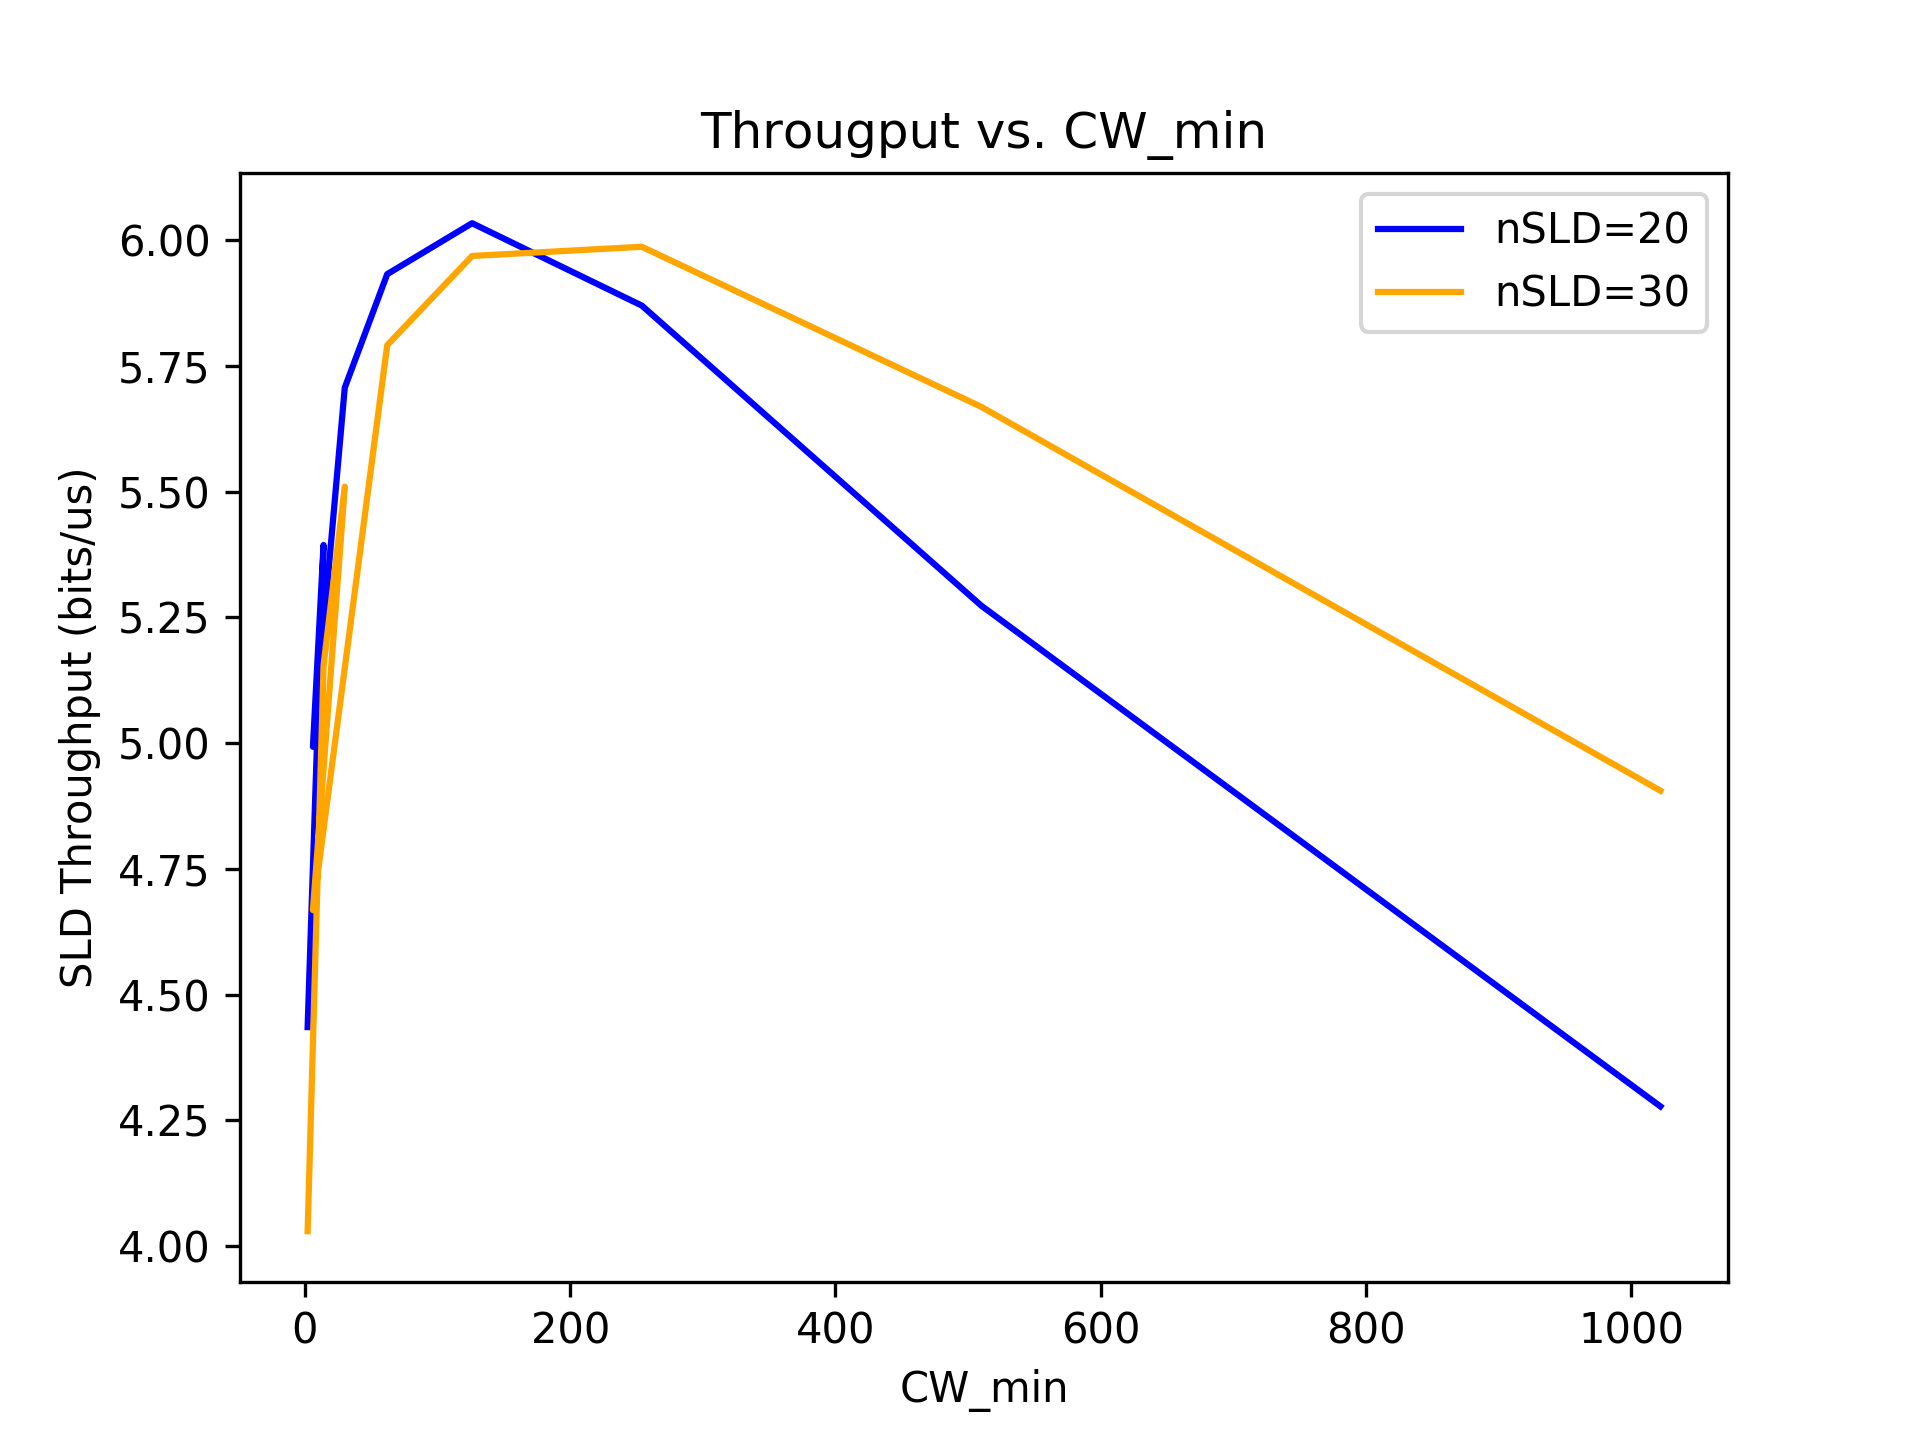 Througput vs. CW_min
nSLD=20
nSLD=30
SLD Throughput (bits/us)
6.00
5.75
5.50
5.25
5.00
4.75
4.50
4.25
4.00
0 200 400 600 800 1000
CW_min